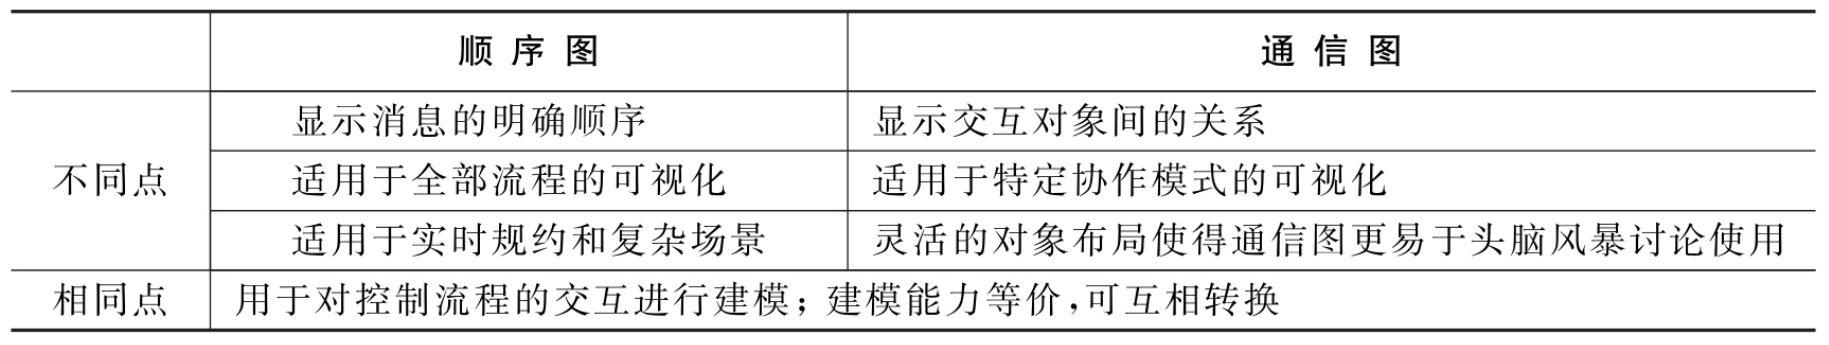 顺序图 通信图
显示消息的明确顺序 显示交互对象间的关系
不同点 适用于全部流程的可视化 适用于特定协作模式的可视化
适用于实时规约和复杂场景 灵活的对象布局使得通信图更易于头脑风暴讨论使用
相同点 用于对控制流程的交互进行建模；建模能力等价,可互相转换